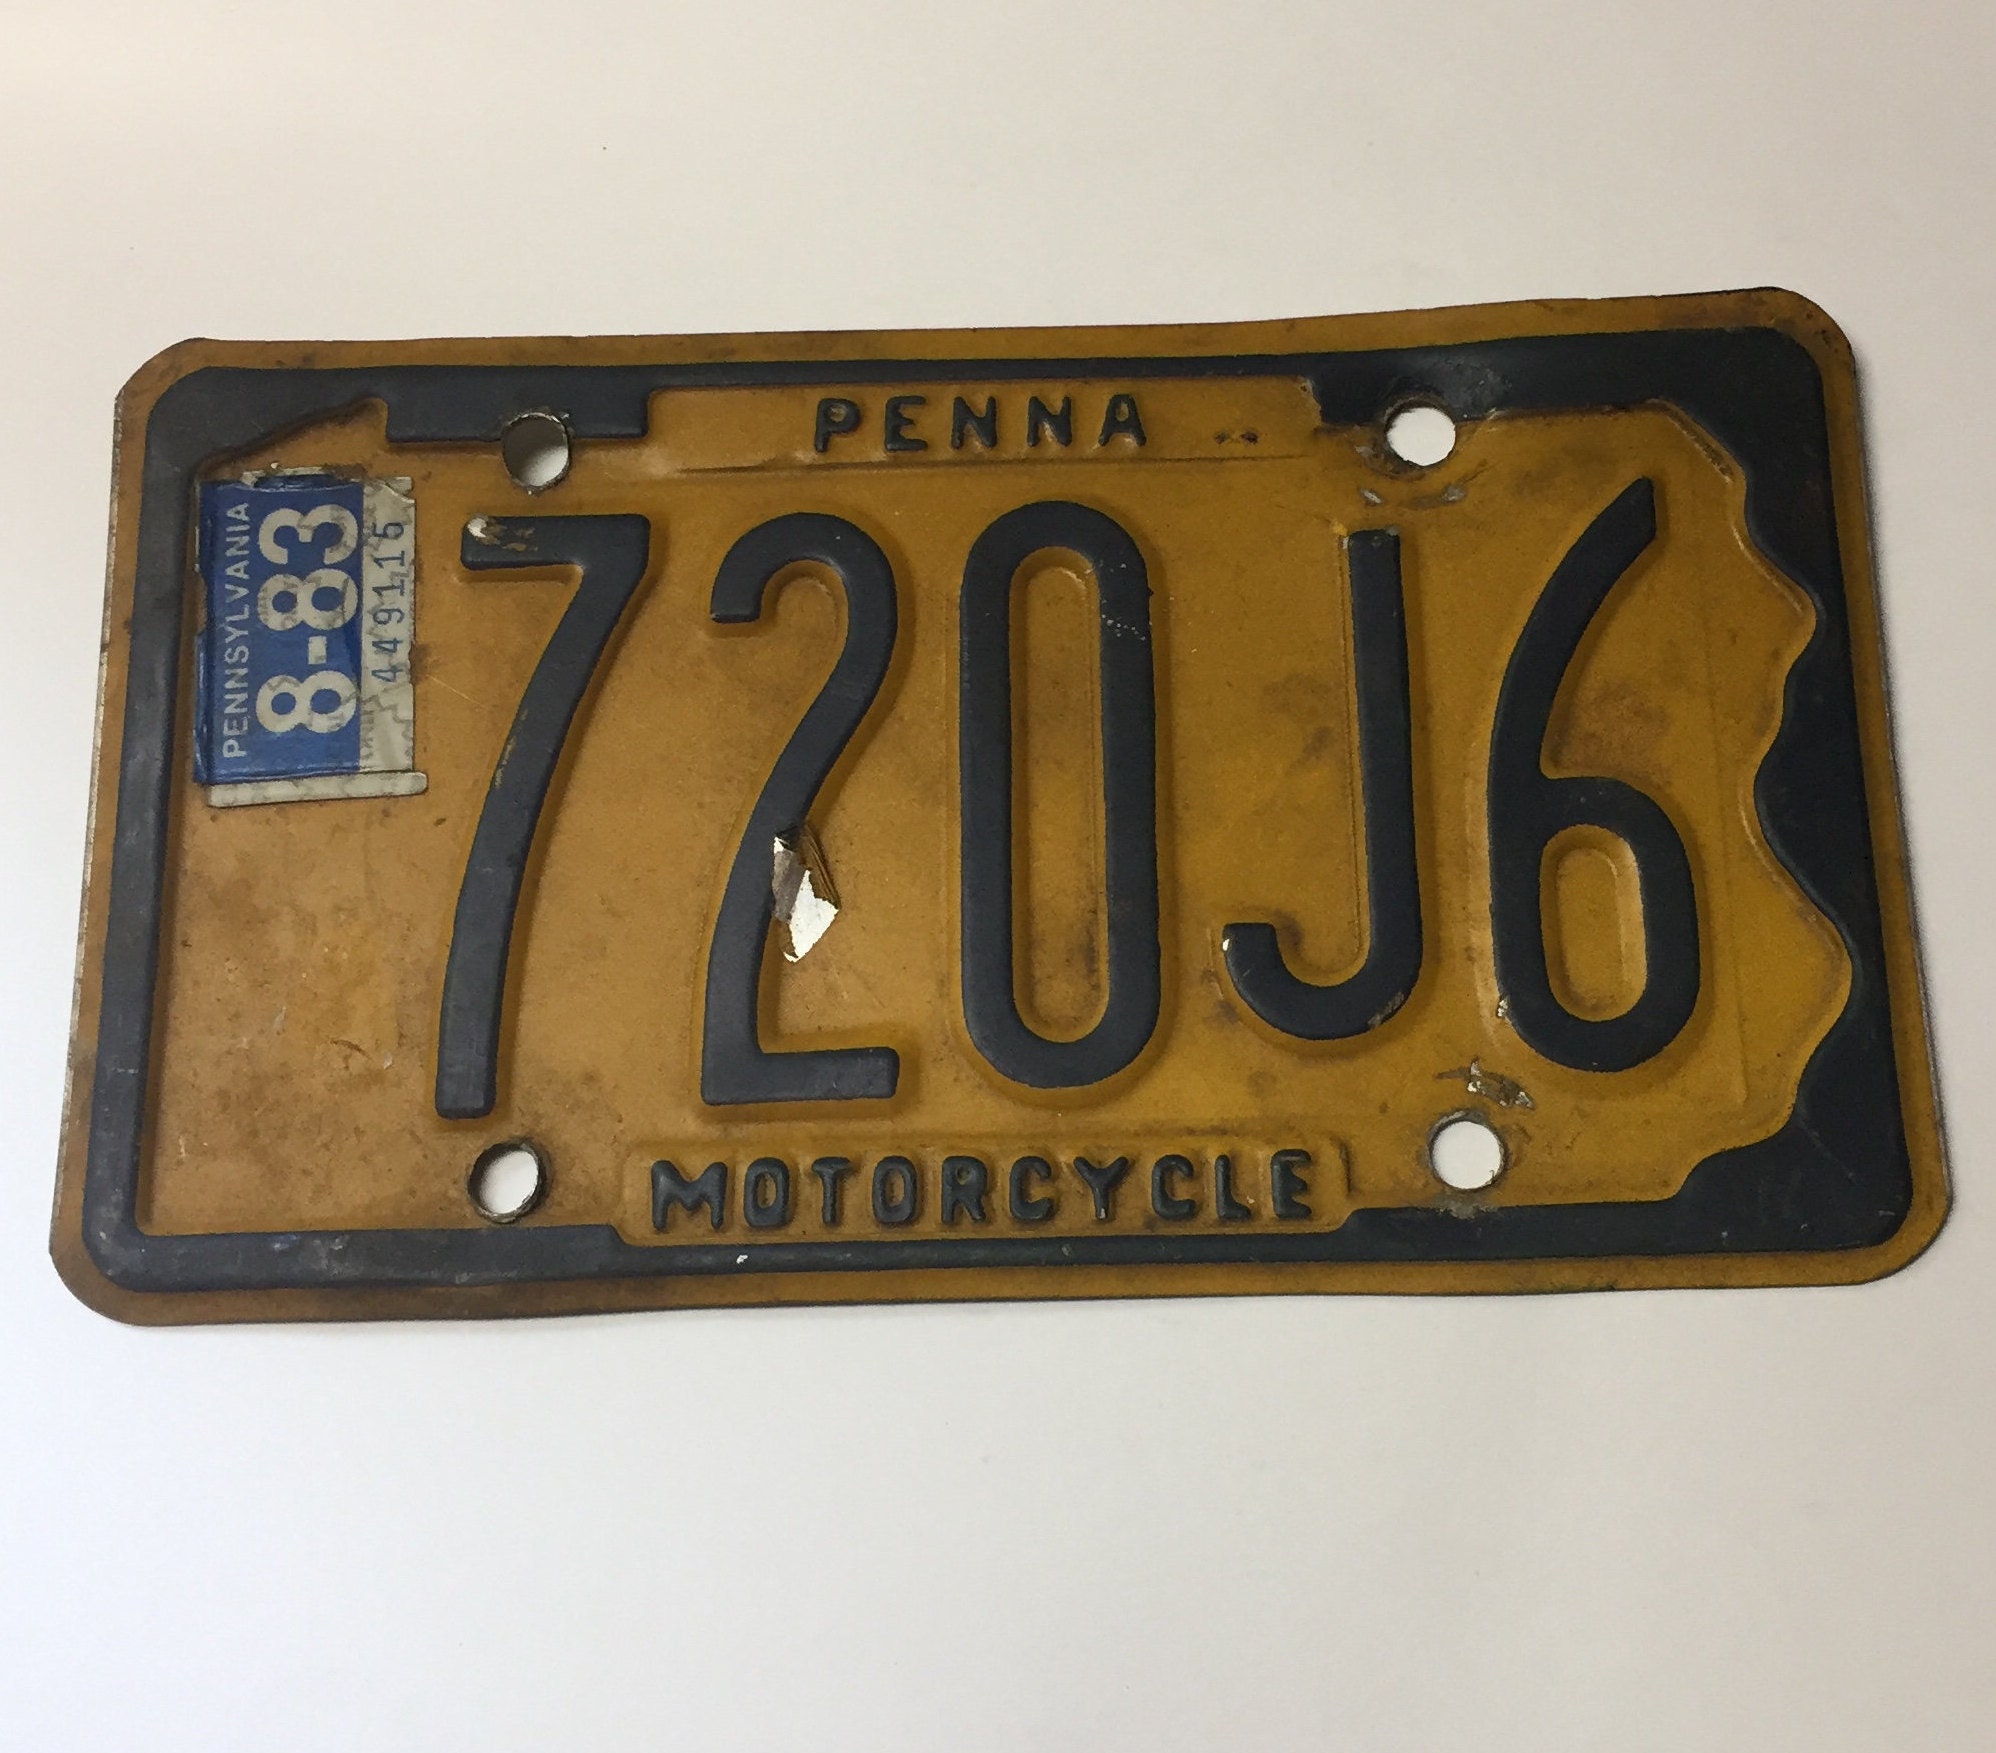 PENNA
PENNSYLVANIA
8-83
449115
720J6
MOTORCYCLE